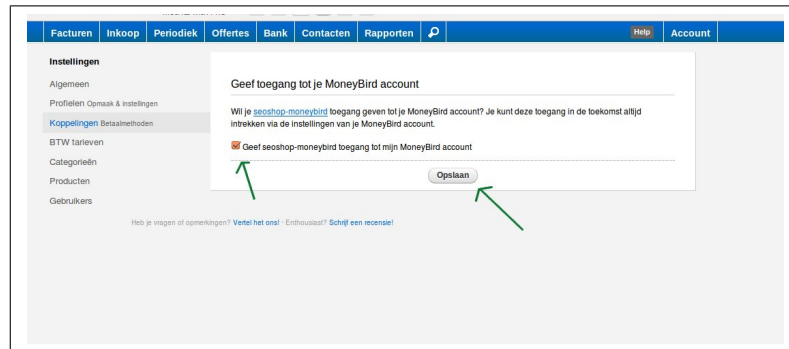 Facturen Inkoop Periodiek Offertes Bank Contacten Rapporten Help Account
Instellingen
Algemeen
Profielen Opmaak & instellingen
Koppelingen Betaalmethoden
BTW tarieven
Categorieën
Producten
Gebruikers
Geef toegang tot je MoneyBird account
Wil je seoshop-moneybird toegang geven tot je MoneyBird account? Je kunt deze toegang in de toekomst altijd
intrekken via de instellingen van je MoneyBird account.
Geef seoshop-moneybird toegang tot mijn MoneyBird account
Opslaan
Heb je vragen of opmerkingen? Vertel het ons! - Enthousiast? Schrijf een recensie!